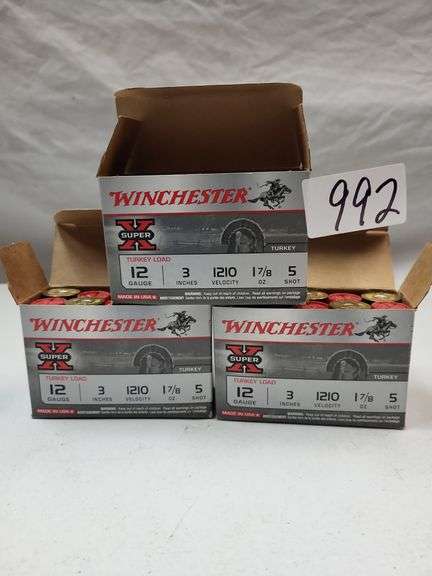 992
WINCHESTER
SUPER X
TURKEY
TURKEY LOAD
12 GAUGE 3 INCHES 1210 VELOCITY 1 7/8 OZ 5 SHOT
MADE IN USA
WINCHESTER
SUPER X
TURKEY
TURKEY LOAD
12 GAUGE 3 INCHES 1210 VELOCITY 1 7/8 OZ 5 SHOT
MADE IN USA
WINCHESTER
SUPER X
TURKEY
TURKEY LOAD
12 GAUGE 3 INCHES 1210 VELOCITY 1 7/8 OZ 5 SHOT
MADE IN USA